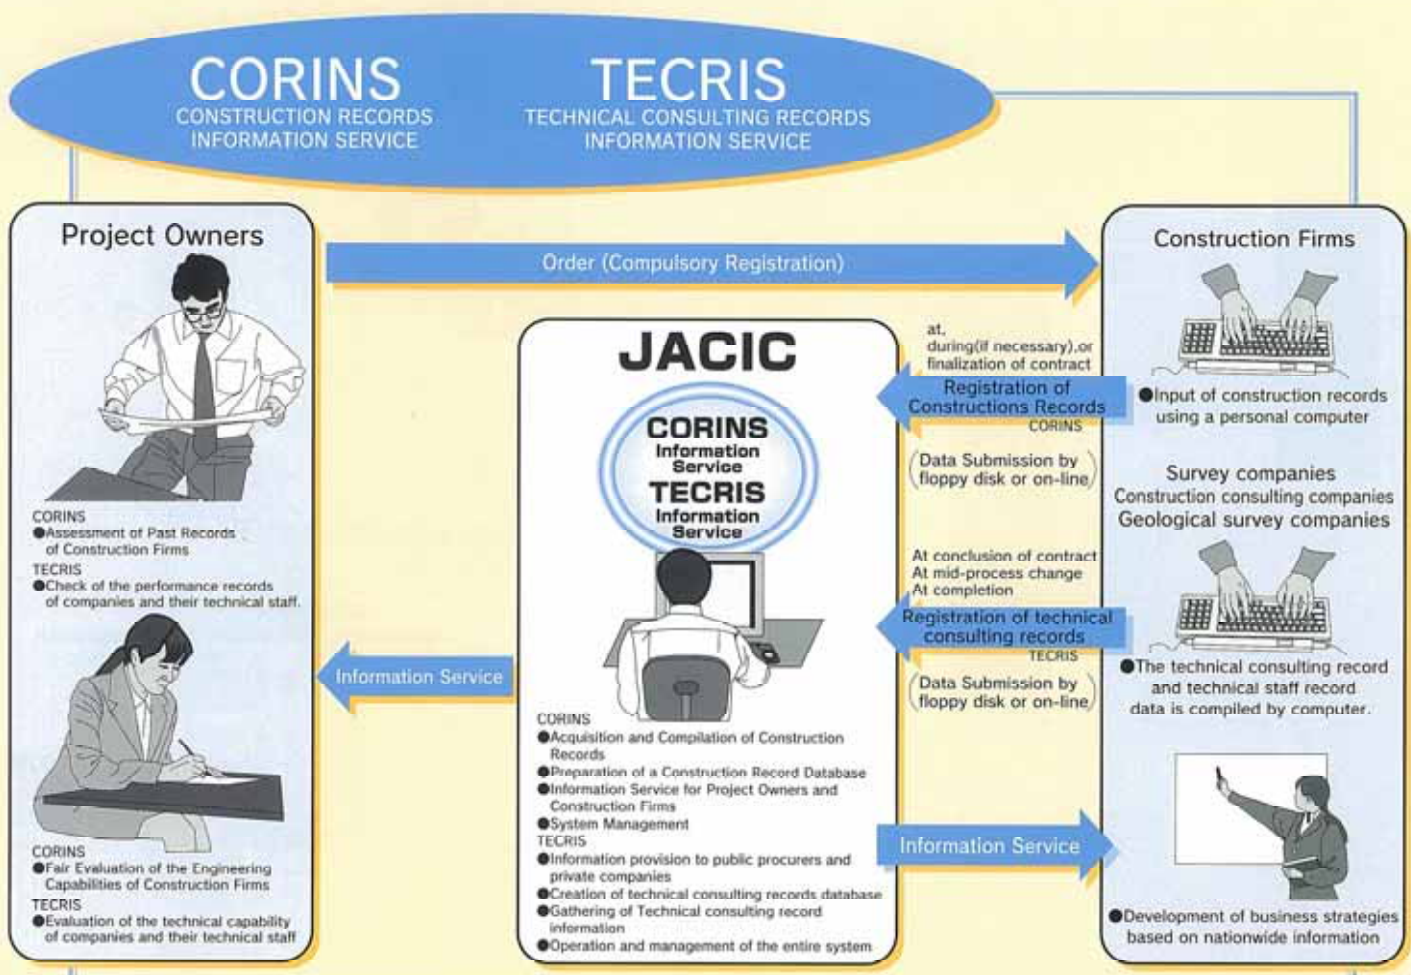 CORINS
CONSTRUCTION RECORDS
INFORMATION SERVICE
TECRIS
TECHNICAL CONSULTING RECORDS
INFORMATION SERVICE
Project Owners
CORINS
●Assessment of Past Records
of Construction Firms
TECRIS
●Check of the performance records
of companies and their technical staff.
CORINS
●Fair Evaluation of the Engineering
Capabilities of Construction Firms
TECRIS
●Evaluation of the technical capability
of companies and their technical staff
Order (Compulsory Registration)
JACIC
CORINS
Information
Service
TECRIS
Information
Service
CORINS
●Acquisition and Compilation of Construction
Records
●Preparation of a Construction Record Database
●Information Service for Project Owners and
Construction Firms
●System Management
TECRIS
●Information provision to public procurers and
private companies
●Creation of technical consulting records database
●Gathering of Technical consulting record
information
●Operation and management of the entire system
Information Service
at,
during(if necessary),or
finalization of contract
Registration of
Constructions Records
CORINS
(Data Submission by
floppy disk or on-line)
At conclusion of contract
At mid-process change
At completion
Registration of technical
consulting records
TECRIS
(Data Submission by
floppy disk or on-line)
Information Service
Construction Firms
●Input of construction records
using a personal computer
Survey companies
Construction consulting companies
Geological survey companies
●The technical consulting record
and technical staff record
data is compiled by computer.
●Development of business strategies
based on nationwide information